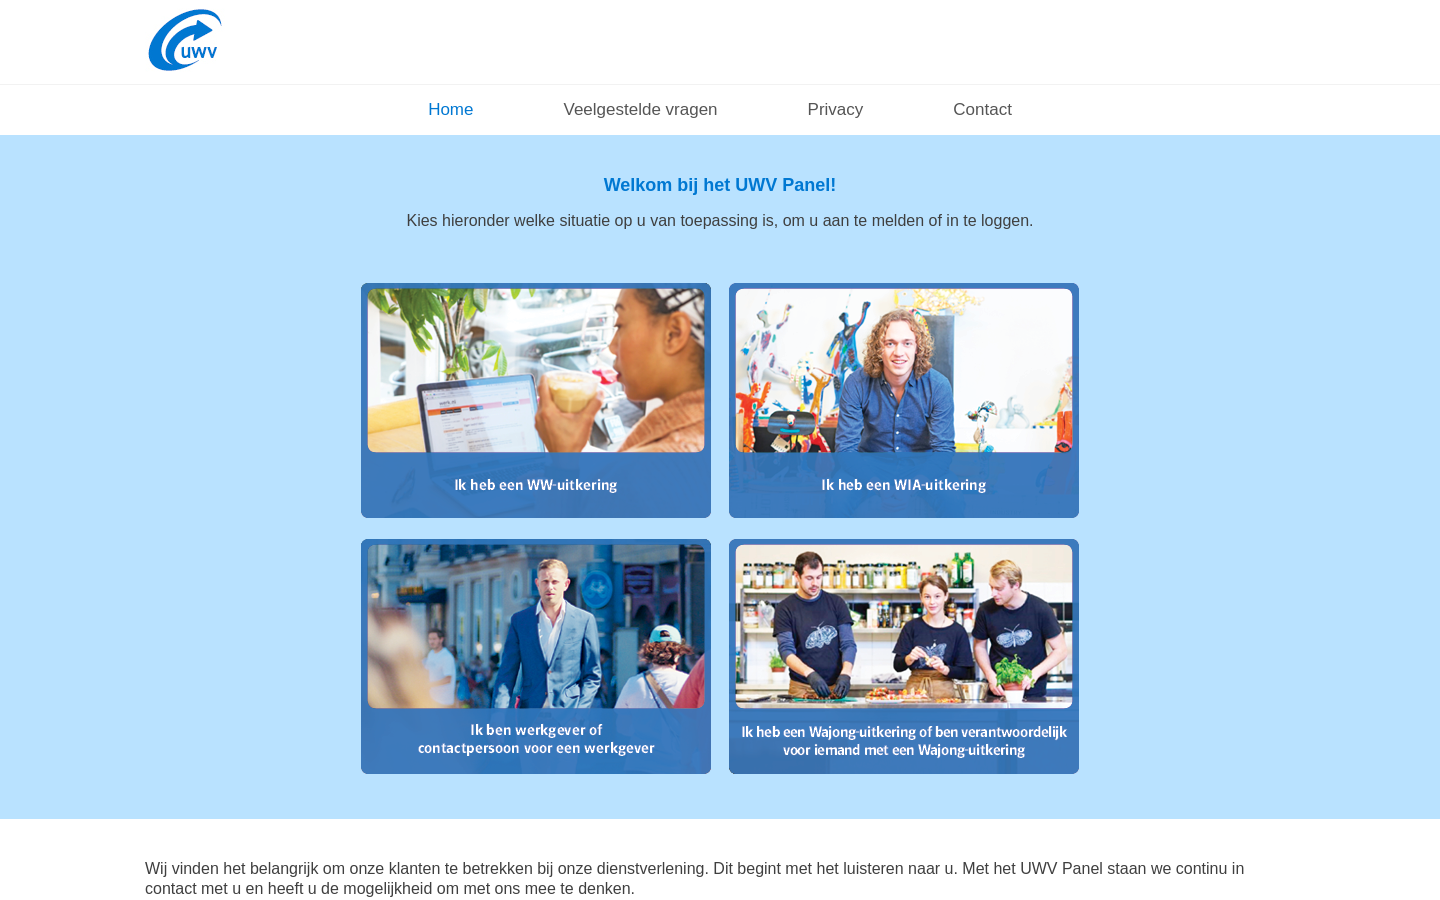 uwv
Home
Veelgestelde vragen
Privacy
Contact
Welkom bij het UWV Panel!
Kies hieronder welke situatie op u van toepassing is, om u aan te melden of in te loggen.
Ik heb een WW-uitkering
Ik heb een WIA-uitkering
Ik ben werkgever of
contactpersoon voor een werkgever
Ik heb een Wajong-uitkering of ben verantwoordelijk
voor iemand met een Wajong-uitkering
Wij vinden het belangrijk om onze klanten te betrekken bij onze dienstverlening. Dit begint met het luisteren naar u. Met het UWV Panel staan we continu in
contact met u en heeft u de mogelijkheid om met ons mee te denken.